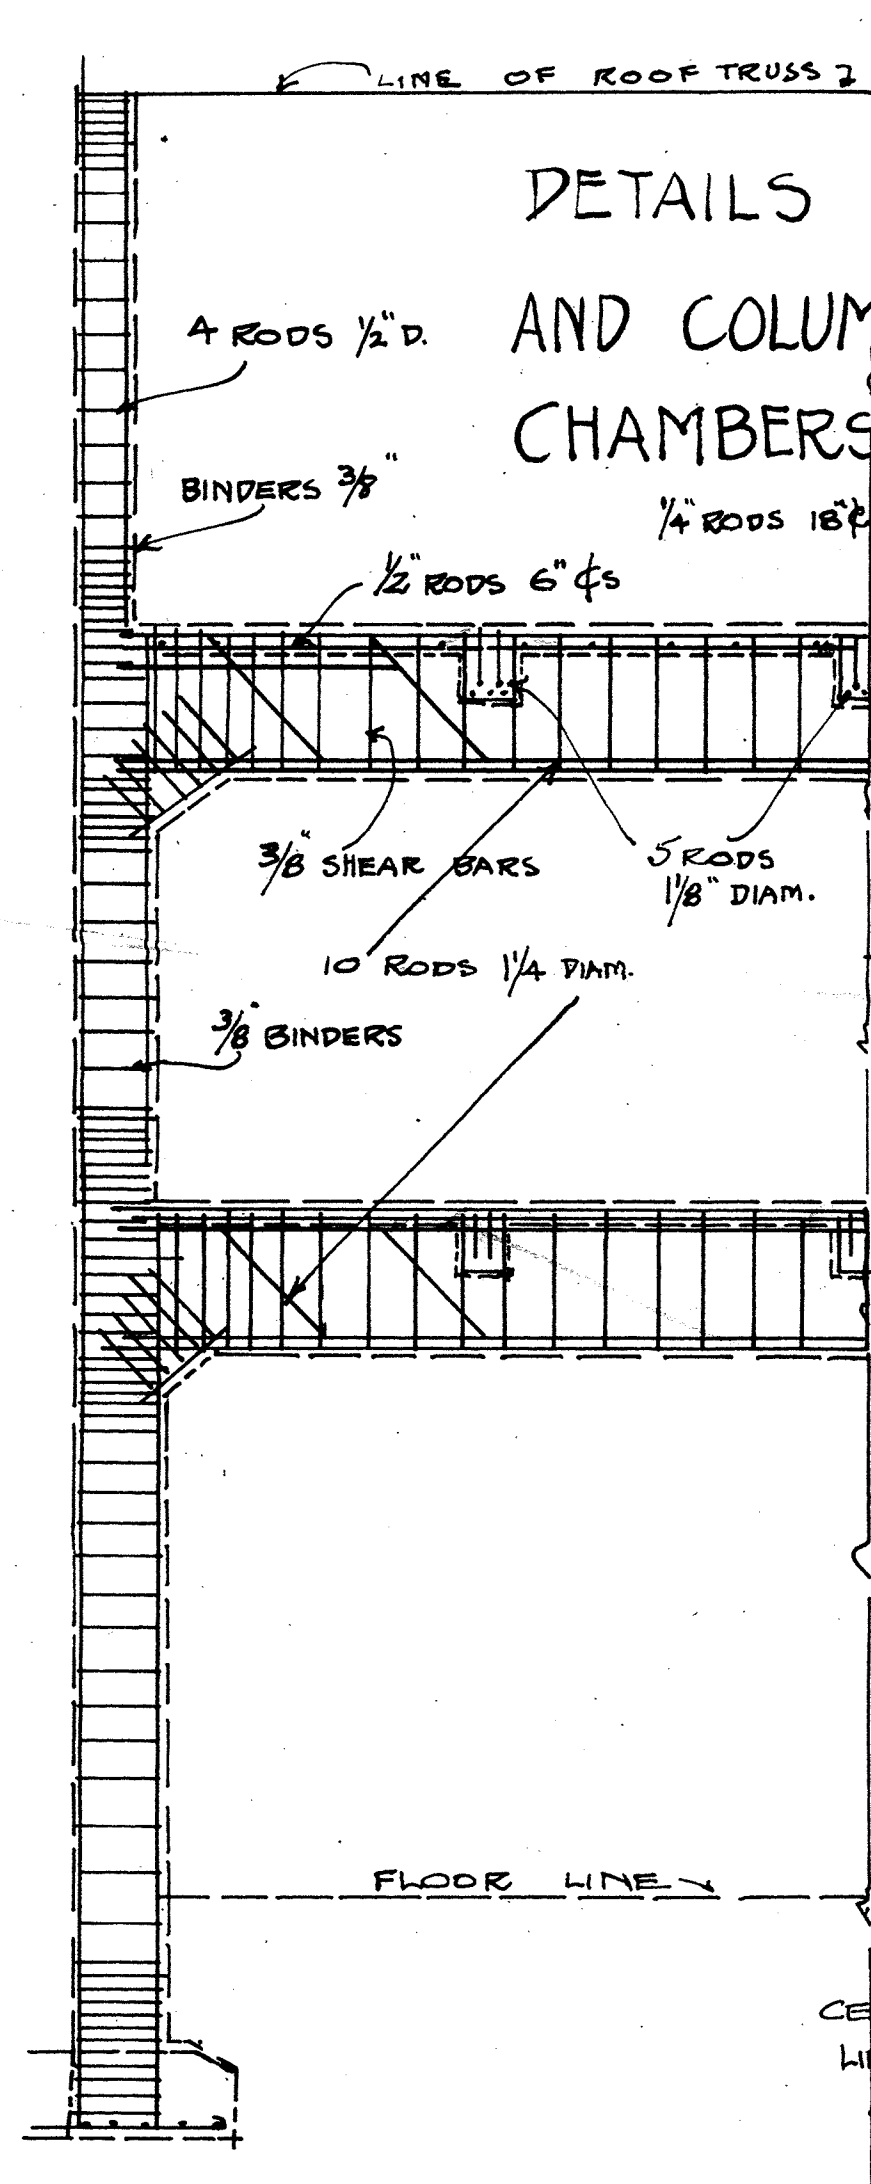 LINE OF ROOF TRUSS
DETAILS
AND COLUM
CHAMBERS
4 RODS 1/2" D.
BINDERS 3/8"
1/4" RODS 18" ₵
1/2" RODS 6" ₵s
3/8" SHEAR BARS
5 RODS
1 1/8" DIAM.
10 RODS 1 1/4 DIAM.
3/8" BINDERS
FLOOR LINE
CE
LI